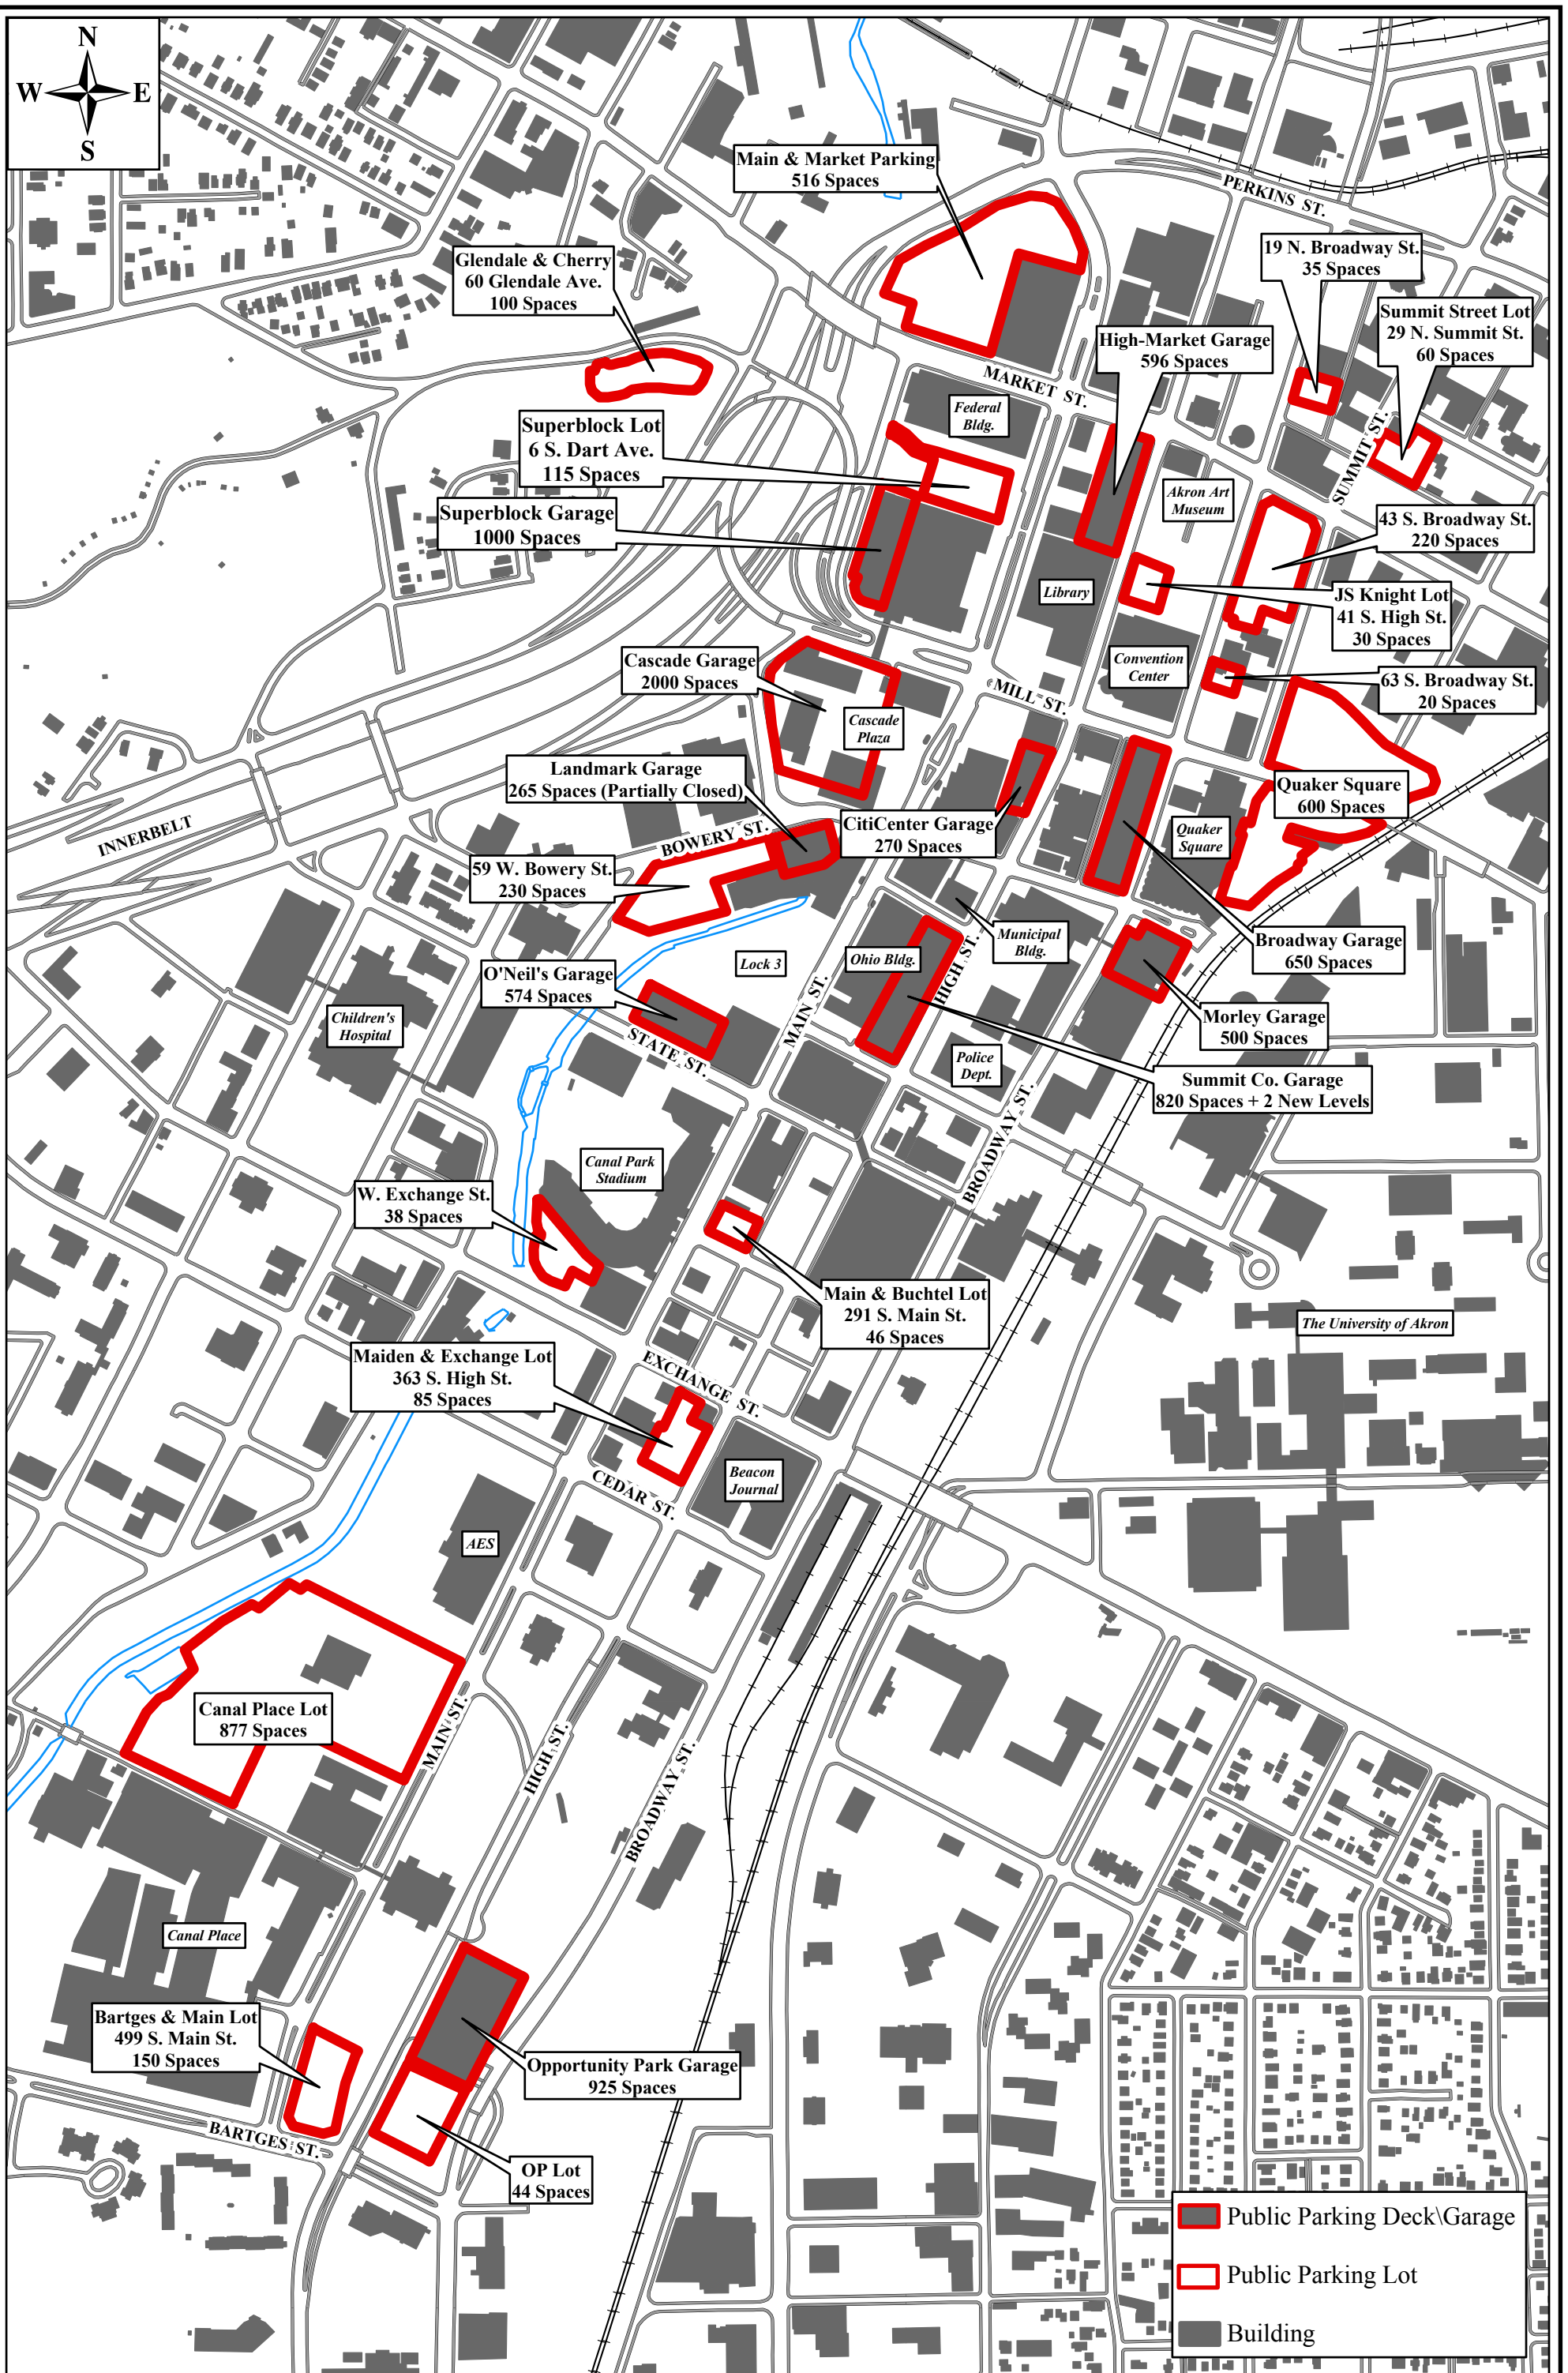 N
W E
S
Main & Market Parking
516 Spaces
PERKINS ST.
19 N. Broadway St.
35 Spaces
Glendale & Cherry
60 Glendale Ave.
100 Spaces
Summit Street Lot
29 N. Summit St.
60 Spaces
High-Market Garage
596 Spaces
MARKET ST.
Federal
Bldg.
Superblock Lot
6 S. Dart Ave.
115 Spaces
SUMMIT ST.
Akron Art
Museum
Superblock Garage
1000 Spaces
43 S. Broadway St.
220 Spaces
Library
JS Knight Lot
41 S. High St.
30 Spaces
Cascade Garage
2000 Spaces
Convention
Center
63 S. Broadway St.
20 Spaces
MILL ST.
Cascade
Plaza
Landmark Garage
265 Spaces (Partially Closed)
Quaker Square
600 Spaces
INNERBELT
BOWERY ST.
CitiCenter Garage
270 Spaces
Quaker
Square
59 W. Bowery St.
230 Spaces
Broadway Garage
650 Spaces
Municipal
Bldg.
Lock 3
Ohio Bldg.
HIGH ST.
O'Neil's Garage
574 Spaces
MAIN ST.
Children's
Hospital
STATE ST.
Morley Garage
500 Spaces
Police
Dept.
Summit Co. Garage
820 Spaces + 2 New Levels
BROADWAY ST.
Canal Park
Stadium
W. Exchange St.
38 Spaces
Main & Buchtel Lot
291 S. Main St.
46 Spaces
The University of Akron
Maiden & Exchange Lot
363 S. High St.
85 Spaces
EXCHANGE ST.
Beacon
Journal
CEDAR ST.
AES
Canal Place Lot
877 Spaces
MAIN ST.
HIGH ST.
BROADWAY ST.
Canal Place
Bartges & Main Lot
499 S. Main St.
150 Spaces
Opportunity Park Garage
925 Spaces
BARTGES ST.
OP Lot
44 Spaces
Public Parking Deck\Garage
Public Parking Lot
Building